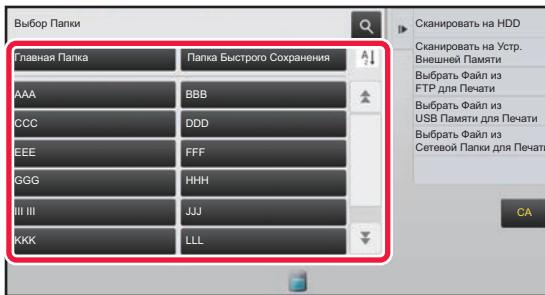 Выбор Папки
Главная Папка
Папка Быстрого Сохранения
A
Z
AAA
BBB
CCC
DDD
EEE
FFF
GGG
HHH
III III
JJJ
KKK
LLL
Сканировать на HDD
Сканировать на Устр.
Внешней Памяти
Выбрать Файл из
FTP для Печати
Выбрать Файл из
USB Памяти для Печати
Выбрать Файл из
Сетевой Папки для Печати
CA